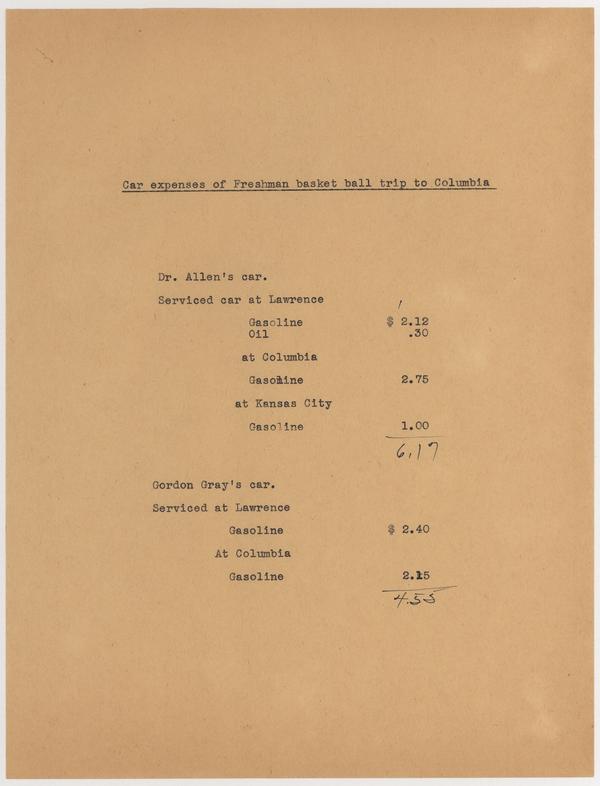 Car expenses of Freshman basket ball trip to Columbia
Dr. Allen's car.
Serviced car at Lawrence
Gasoline $ 2.12
Oil .30
at Columbia
Gasoline 2.75
at Kansas City
Gasoline 1.00
6.17
Gordon Gray's car.
Serviced at Lawrence
Gasoline $ 2.40
At Columbia
Gasoline 2.15
4.55